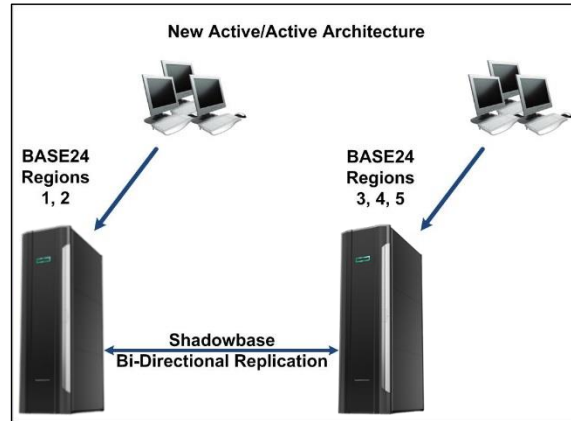 New Active/Active Architecture
BASE24
Regions
1, 2
BASE24
Regions
3, 4, 5
Shadowbase
Bi-Directional Replication